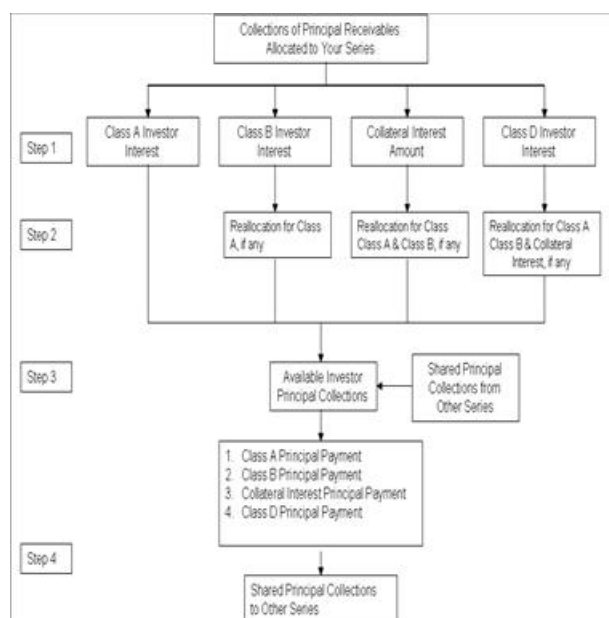 Collections of Principal Receivables
Allocated to Your Series
Step 1
Class A Investor
Interest
Class B Investor
Interest
Collateral Interest
Amount
Class D Investor
Interest
Step 2
Reallocation for Class
A, if any
Reallocation for Class
Class A & Class B, if any
Reallocation for Class A
Class B & Collateral
Interest, if any
Step 3
Available Investor
Principal Collections
Shared Principal
Collections from
Other Series
1. Class A Principal Payment
2. Class B Principal Payment
3. Collateral Interest Principal Payment
4. Class D Principal Payment
Step 4
Shared Principal Collections
to Other Series